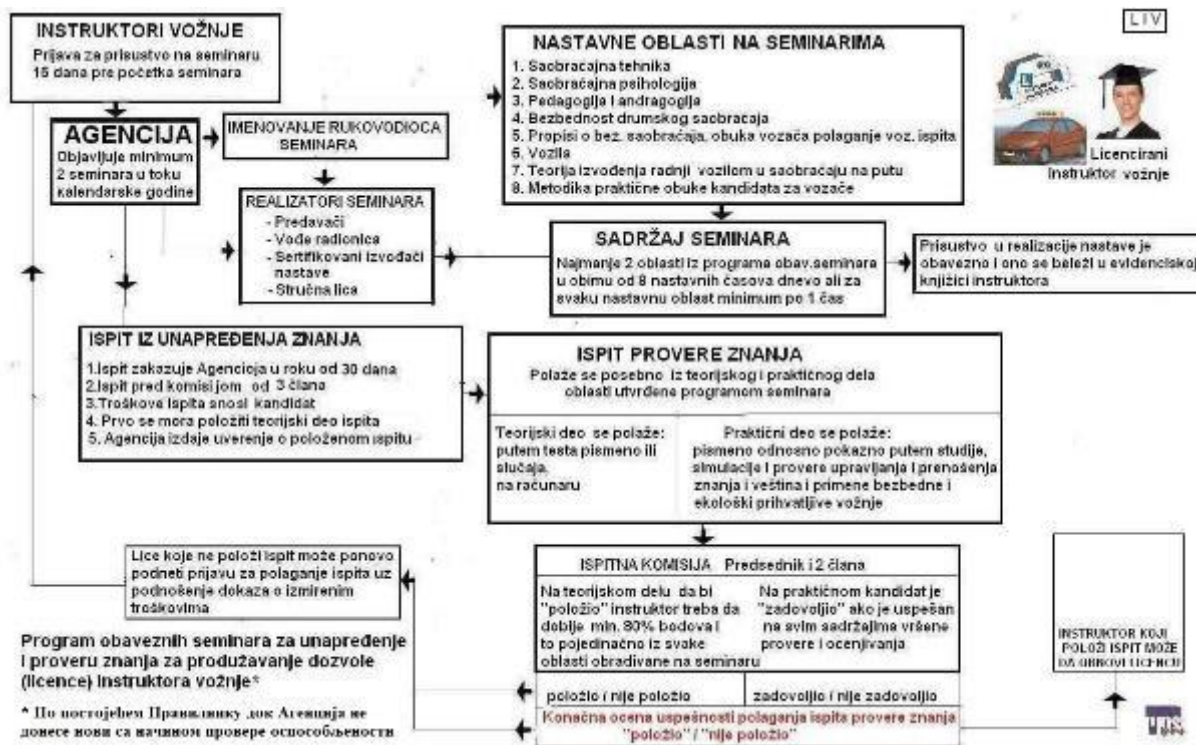 LIV
INSTRUKTORI VOŽNJE
Prijava za prisustvo na seminaru
15 dana pre početka seminara
AGENCIJA
Objavljuje minimum
2 seminara u toku
kalendarske godine
IMENOVANJE RUKOVODIOCA
SEMINARA
REALIZATORI SEMINARA
- Predavači
- Vođe radionica
- Sertifikovani izvođači
nastave
- Stručna lica
NASTAVNE OBLASTI NA SEMINARIMA
1. Saobraćajna tehnika
2. Saobraćajna psihologija
3. Pedagogija i andragogija
4. Bezbednost drumskog saobraćaja
5. Propisi o bez. saobraćaja, obuka vozača polaganje voz. ispita
6. Vozila
7. Teorija izvođenja radnji vozilom u saobraćaju na putu
8. Metodika praktične obuke kandidata za vozače
Licencirani
Instruktor vožnje
SADRŽAJ SEMINARA
Najmanje 2 oblasti iz programa obav.seminara
u obimu od 8 nastavnih časova dnevo ali za
svaku nastavnu oblast minimum po 1 čas
Prisustvo u realizacije nastave je
obavezno i ono se beleži u evidenciskoj
knjižici instruktora
ISPIT IZ UNAPREĐENJA ZNANJA
1.Ispit zakazuje Agencioja u roku od 30 dana
2.Ispit pred komisijom od 3 člana
3.Troškove ispita snosi kandidat
4. Prvo se mora položiti teorijski deo ispita
5. Agencija izdaje uverenje o položenom ispitu
ISPIT PROVERE ZNANJA
Polaže se posebno iz teorijskog i praktičnog dela
oblasti utvrđene programom seminara
Teorijski deo se polaže:
putem testa pismeno ili
slučaja,
na računaru
Praktični deo se polaže:
pismeno odnosno pokazno putem studije,
simulacije i provere upravljanja i prenošenja
znanja i veština i primene bezbedne i
ekološki prihvatljive vožnje
Lice koje ne položi ispit može ponovo
podneti prijavu za polaganje ispita uz
podnošenje dokaza o izmirenim
troškovima
ISPITNA KOMISIJA Predsednik i 2 člana
Na teorijskom delu da bi
"položio" instruktor treba da
dobije min. 80% bodova i
to pojedinačno iz svake
oblasti obrađivane na seminaru
Na praktičnom kandidat je
"zadovoljio" ako je uspešan
na svim sadržajima vršene
provere i ocenjivanja
položio / nije položio
zadovoljio / nije zadovoljio
Konačna ocena uspešnosti polaganja ispita provere znanja
"položio" / "nije položio"
INSTRUKTOR KOJI
POLOŽI ISPIT MOŽE
DA OBNOVI LICENCU
Program obaveznih seminara za unapređenje
i proveru znanja za produžavanje dozvole
(licence) instruktora vožnje*
* По постојећем Правилнику док Агенција не
донесе нови са начином провере оспособљености